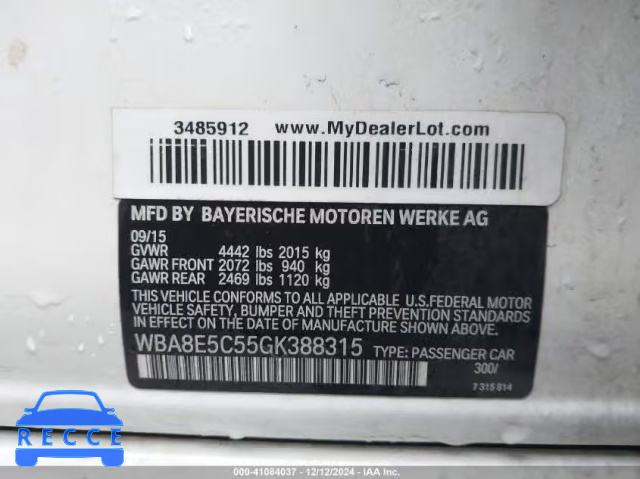 3485912 www.MyDealerLot.com
MFD BY BAYERISCHE MOTOREN WERKE AG
09/15
GVWR 4442 lbs 2015 kg
GAWR FRONT 2072 lbs 940 kg
GAWR REAR 2469 lbs 1120 kg
THIS VEHICLE CONFORMS TO ALL APPLICABLE U.S.FEDERAL MOTOR
VEHICLE SAFETY, BUMPER AND THEFT PREVENTION STANDARDS
IN EFFECT ON THE DATE OF MANUFACTURE SHOWN ABOVE.
WBA8E5C55GK388315 TYPE: PASSENGER CAR
300/
7 315 814
RECCE
000-41084037 - 12/12/2024 - IAA Inc.